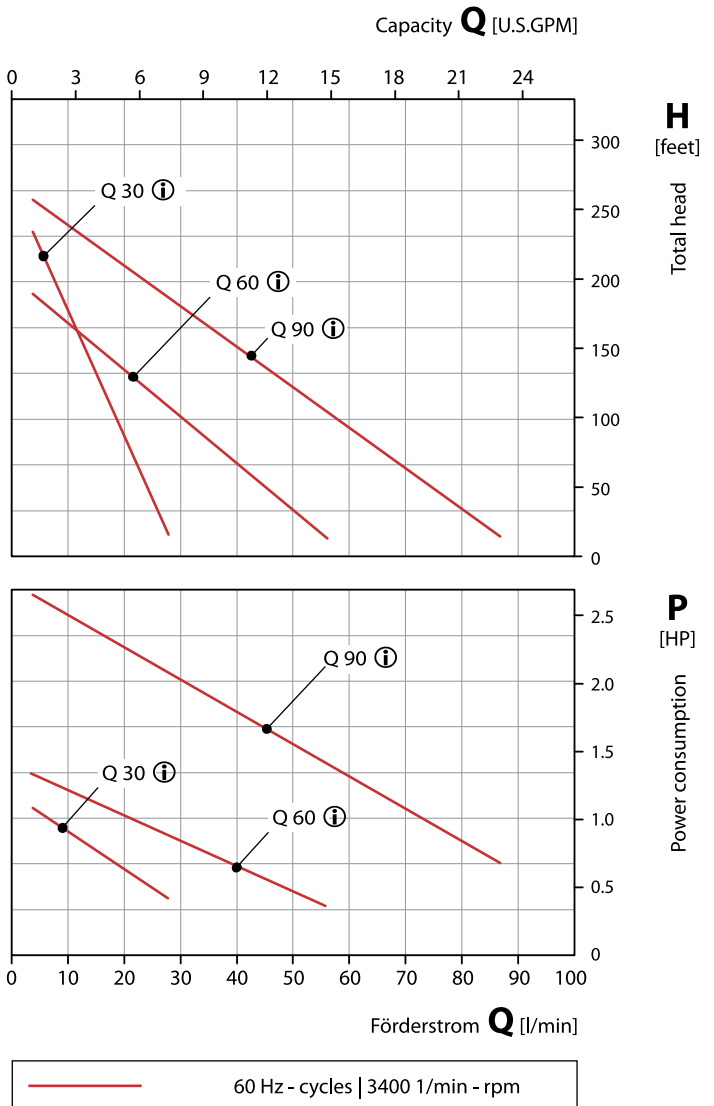 Capacity Q [U.S.GPM]
0 3 6 9 12 15 18 21 24
H
[feet]
Total head
300
250
200
150
100
50
0
Q 30 i
Q 60 i
Q 90 i
P
[HP]
Power consumption
2.5
2.0
1.5
1.0
0.5
0
Q 90 i
Q 30 i
Q 60 i
0 10 20 30 40 50 60 70 80 90 100
Förderstrom Q [l/min]
60 Hz - cycles | 3400 1/min - rpm